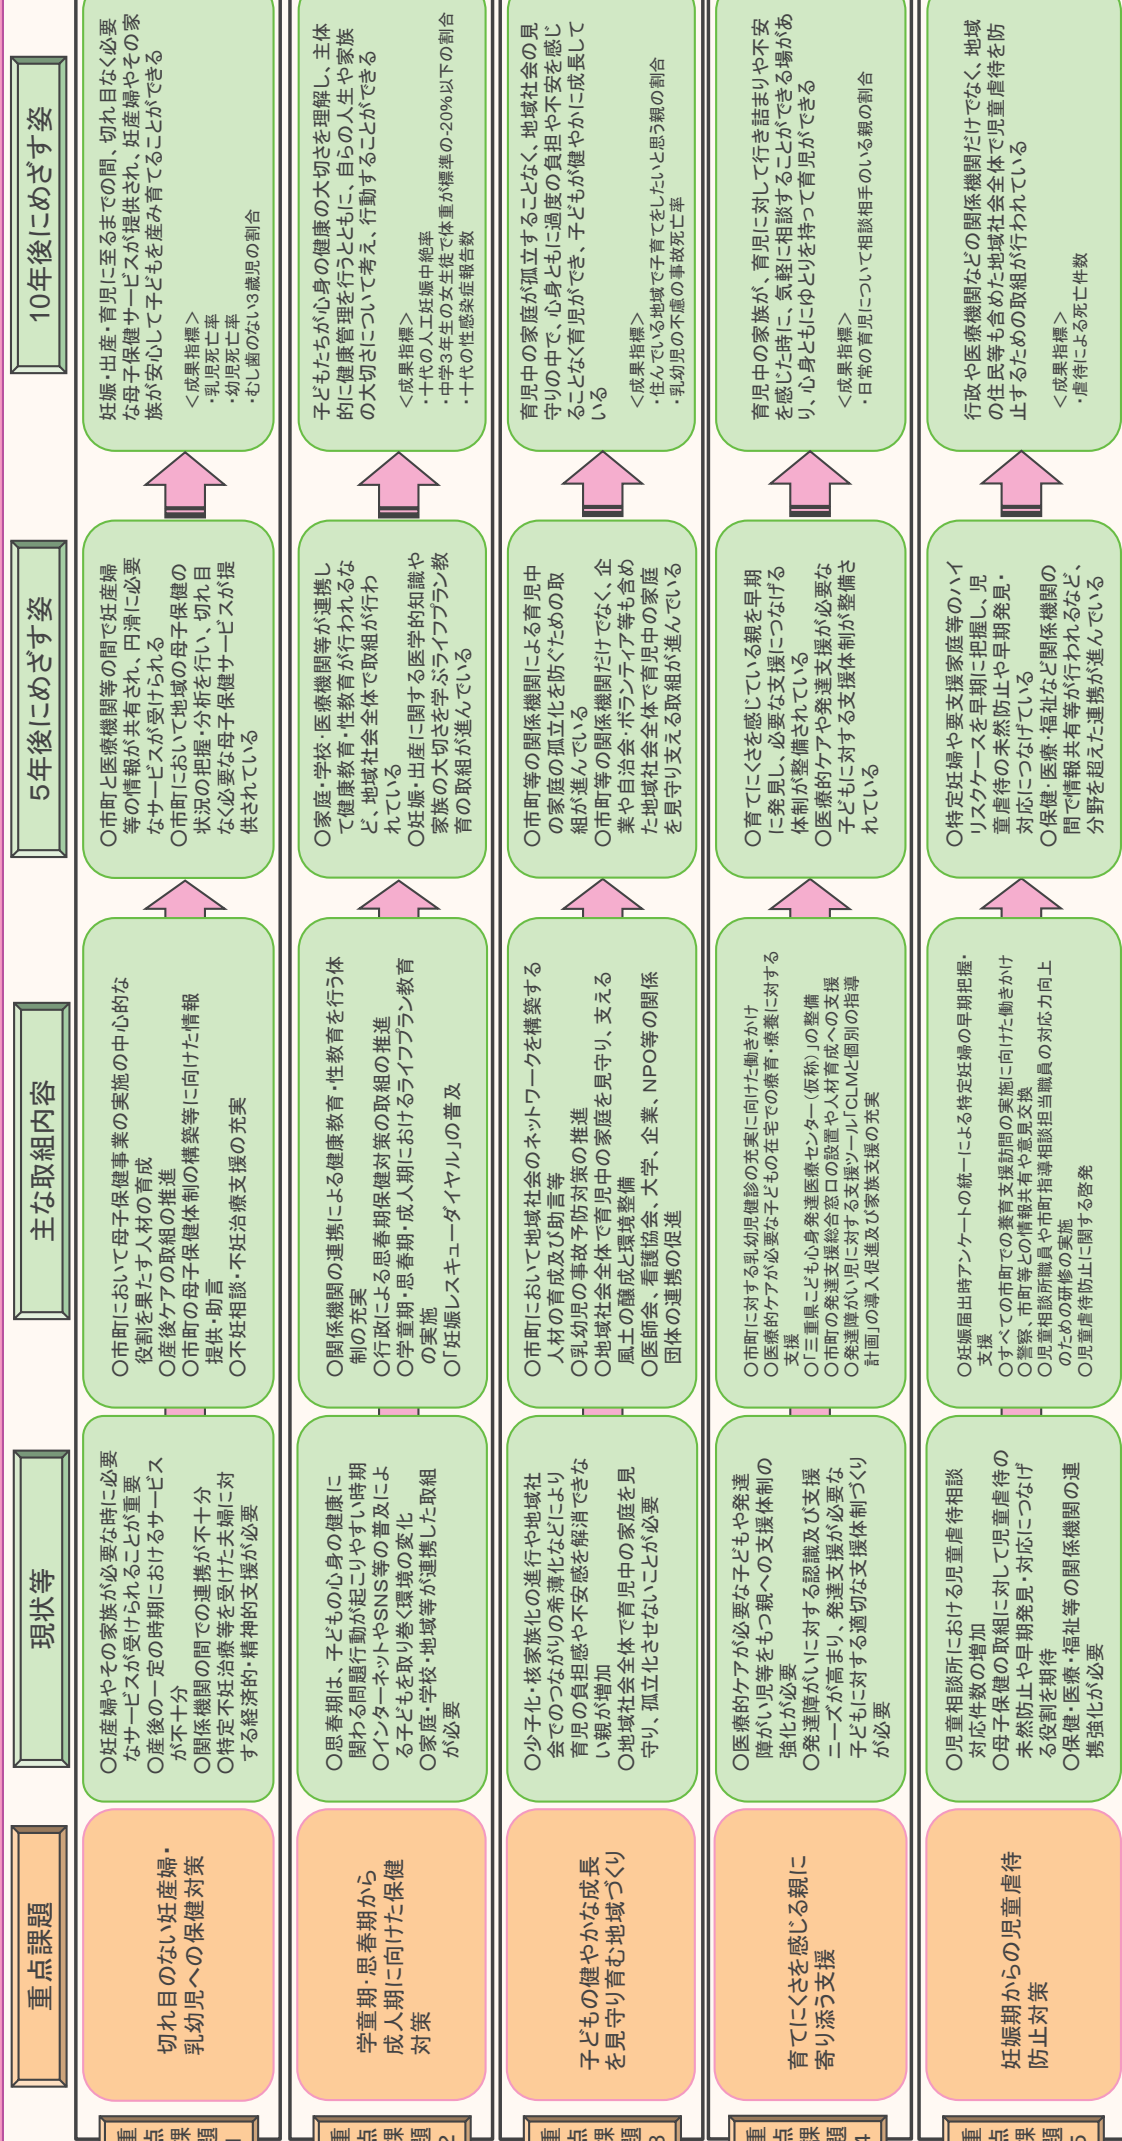 重点課題
現状等
主な取組内容
5年後にめざす姿
10年後にめざす姿
重
点
課
題
1
切れ目のない妊産婦・
乳幼児への保健対策
○妊産婦やその家族が必要な時に必要
なサービスが受けられることが重要
○産後の一定の時期におけるサービス
が不十分
○関係機関の間での連携が不十分
○特定不妊治療等を受けた夫婦に対
する経済的・精神的支援が必要
○市町において母子保健事業の実施の中心的な
役割を果たす人材の育成
○産後ケアの取組の推進
○市町の母子保健体制の構築等に向けた情報
提供・助言
○不妊相談・不妊治療支援の充実
○市町と医療機関等の間で妊産婦
等の情報が共有され、円滑に必要
なサービスが受けられる
○市町において地域の母子保健の
状況の把握・分析を行い、切れ目
なく必要な母子保健サービスが提
供されている
妊娠・出産・育児に至るまでの間、切れ目なく必要
な母子保健サービスが提供され、妊産婦やその家
族が安心して子どもを産み育てることができる
＜成果指標＞
・乳児死亡率
・幼児死亡率
・むし歯のない3歳児の割合
重
点
課
題
2
学童期・思春期から
成人期に向けた保健
対策
○思春期は、子どもの心身の健康に
関わる問題行動が起こりやすい時期
○インターネットやSNS等の普及によ
る子どもを取り巻く環境の変化
○家庭・学校・地域等が連携した取組
が必要
○関係機関の連携による健康教育・性教育を行う体
制の充実
○行政による思春期保健対策の取組の推進
○学童期・思春期・成人期におけるライフプラン教育
の実施
○「妊娠レスキューダイヤル」の普及
○家庭・学校・医療機関等が連携し
て健康教育・性教育が行われるな
ど、地域社会全体で取組が行わ
れている
○妊娠・出産に関する医学的知識や
家族の大切さを学ぶライフプラン教
育の取組が進んでいる
子どもたちが心身の健康の大切さを理解し、主体
的に健康管理を行うとともに、自らの人生や家族
の大切さについて考え、行動することができる
＜成果指標＞
・十代の人工妊娠中絶率
・中学3年生の女生徒で体重が標準の-20％以下の割合
・十代の性感染症報告数
重
点
課
題
3
子どもの健やかな成長
を見守り育む地域づくり
○少子化・核家族化の進行や地域社
会でのつながりの希薄化などにより
育児の負担感や不安感を解消できな
い親が増加
○地域社会全体で育児中の家庭を見
守り、孤立化させないことが必要
○市町において地域社会のネットワークを構築する
人材の育成及び助言等
○乳幼児の事故予防対策の推進
○地域社会全体で育児中の家庭を見守り、支える
風土の醸成と環境整備
○医師会、看護協会、大学、企業、NPO等の関係
団体の連携の促進
○市町等の関係機関による育児中
の家庭の孤立化を防ぐための取
組が進んでいる
○市町等の関係機関だけでなく、企
業や自治会・ボランティア等も含め
た地域社会全体で育児中の家庭
を見守り支える取組が進んでいる
育児中の家庭が孤立することなく、地域社会の見
守りの中で、心身ともに過度の負担や不安を感じ
ることなく育児ができ、子どもが健やかに成長して
いる
＜成果指標＞
・住んでいる地域で子育てをしたいと思う親の割合
・乳幼児の不慮の事故死亡率
重
点
課
題
4
育てにくさを感じる親に
寄り添う支援
○医療的ケアが必要な子どもや発達
障がい児等をもつ親への支援体制の
強化が必要
○発達障がいに対する認識及び支援
ニーズが高まり、発達支援が必要な
子どもに対する適切な支援体制づくり
が必要
○市町に対する乳幼児健診の充実に向けた働きかけ
○医療的ケアが必要な子どもの在宅での療育・療養に対する
支援
○「三重県こども心身発達医療センター（仮称）」の整備
○市町の発達支援総合窓口の設置や人材育成への支援
○発達障がい児に対する支援ツール「CLMと個別の指導
計画」の導入促進及び家族支援の充実
○育てにくさを感じている親を早期
に発見し、必要な支援につなげる
体制が整備されている
○医療的ケアや発達支援が必要な
子どもに対する支援体制が整備さ
れている
育児中の家族が、育児に対して行き詰まりや不安
を感じた時に、気軽に相談することができる場があ
り、心身ともにゆとりを持って育児ができる
＜成果指標＞
・日常の育児について相談相手のいる親の割合
重
点
課
題
5
妊娠期からの児童虐待
防止対策
○児童相談所における児童虐待相談
対応件数の増加
○母子保健の取組に対して児童虐待の
未然防止や早期発見・対応につなげ
る役割を期待
○保健・医療・福祉等の関係機関の連
携強化が必要
○妊娠届出時アンケートの統一による特定妊婦の早期把握・
支援
○すべての市町での養育支援訪問の実施に向けた働きかけ
○警察、市町等との情報共有や意見交換
○児童相談所職員や市町指導相談担当職員の対応力向上
のための研修の実施
○児童虐待防止に関する啓発
○特定妊婦や要支援家庭等のハイ
リスクケースを早期に把握し、児
童虐待の未然防止や早期発見・
対応につなげている
○保健・医療・福祉など関係機関の
間で情報共有等が行われるなど、
分野を超えた連携が進んでいる
行政や医療機関などの関係機関だけでなく、地域
の住民等も含めた地域社会全体で児童虐待を防
止するための取組が行われている
＜成果指標＞
・虐待による死亡件数